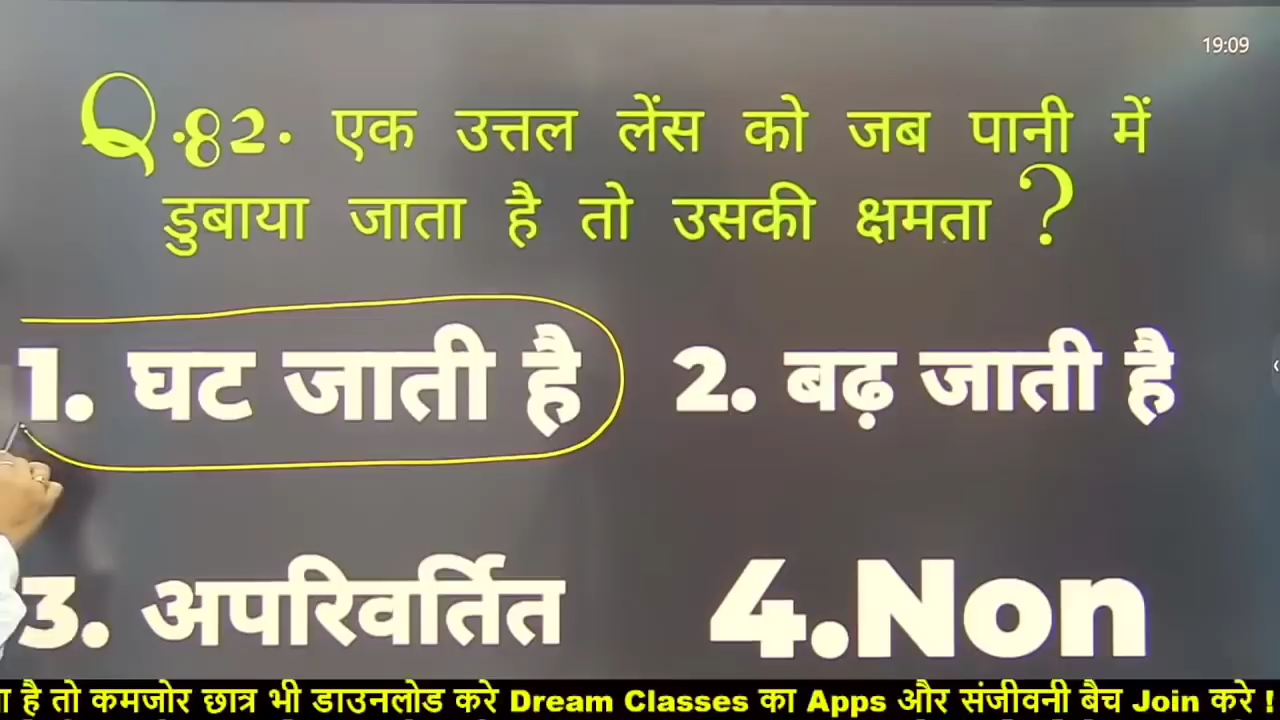 19:09
Q.82. एक उत्तल लेंस को जब पानी में
डुबाया जाता है तो उसकी क्षमता ?
1. घट जाती है
2. बढ़ जाती है
3. अपरिवर्तित
4.Non
है तो कमजोर छात्र भी डाउनलोड करे Dream Classes का Apps और संजीवनी बैच Join करे !